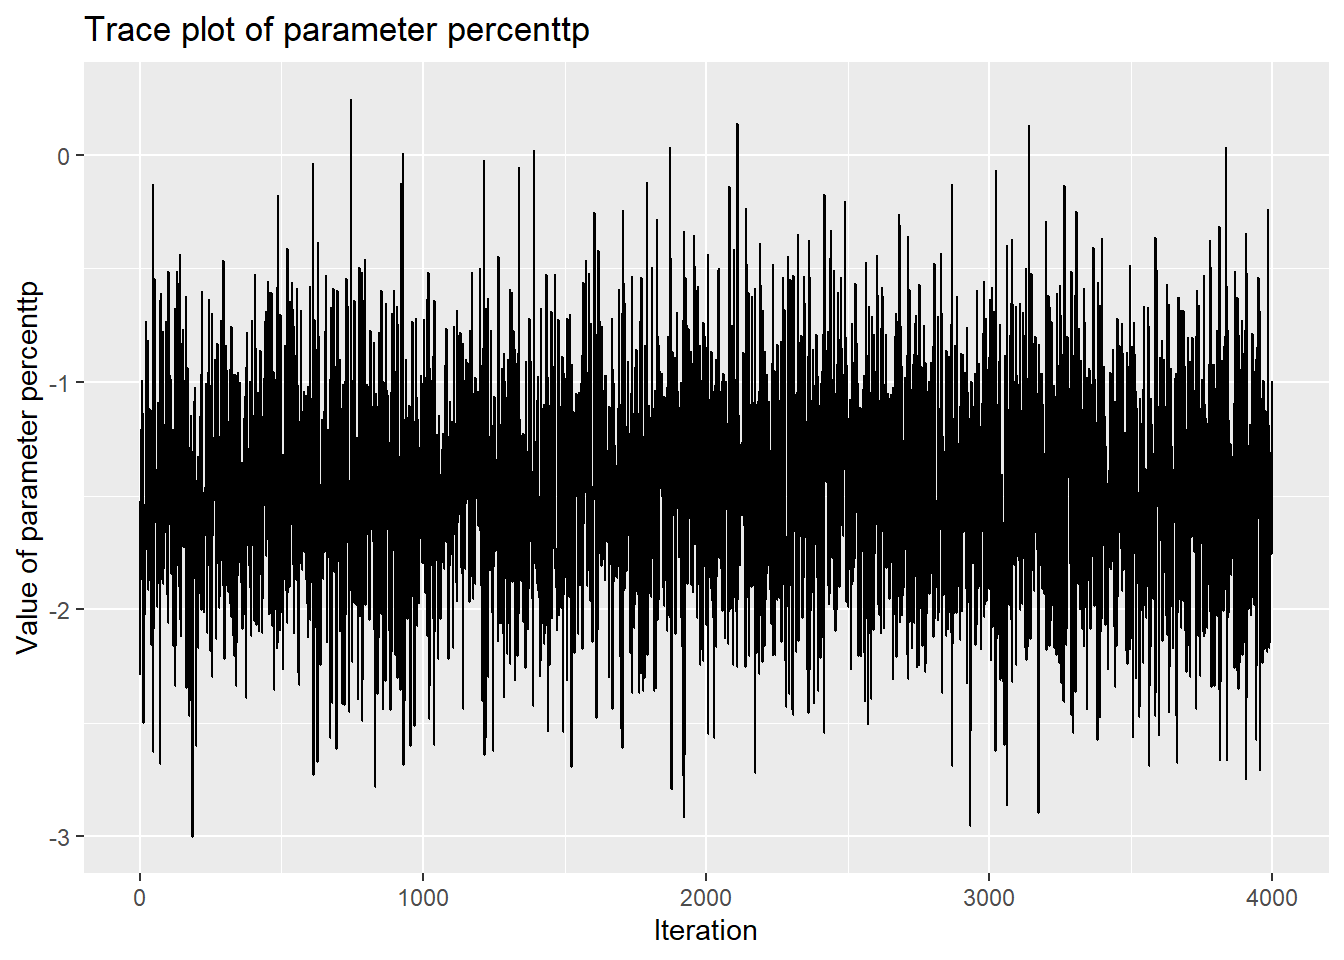 Trace plot of parameter percenttp
Value of parameter percenttp
0
-1
-2
-3
0 1000 2000 3000 4000
Iteration